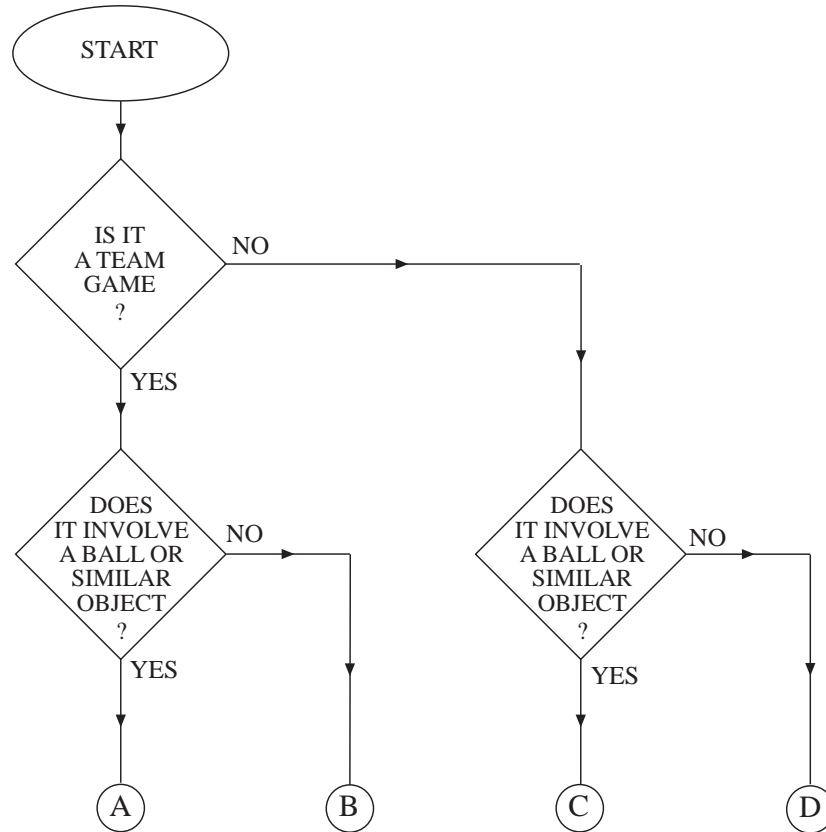 START
IS IT
A TEAM
GAME
?
NO
YES
DOES
IT INVOLVE
A BALL OR
SIMILAR
OBJECT
?
NO
YES
DOES
IT INVOLVE
A BALL OR
SIMILAR
OBJECT
?
NO
YES
A
B
C
D